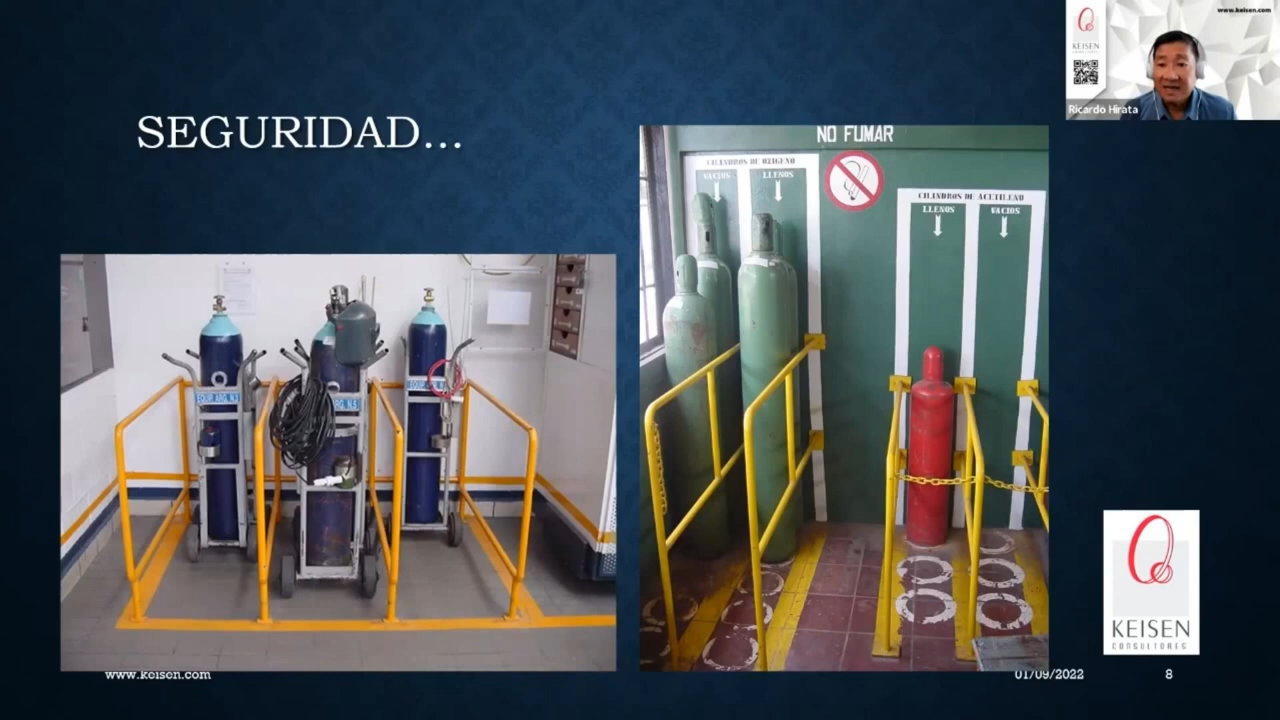 www.keisen.com
KEISEN
Ricardo Hirata
SEGURIDAD...
NO FUMAR
CILINDROS DE OXIGENO
VACIOS
LLENOS
CILINDROS DE ACETILENO
LLENOS
VACIOS
KEISEN
CONSULTORES
www.keisen.com
01/09/2022
8